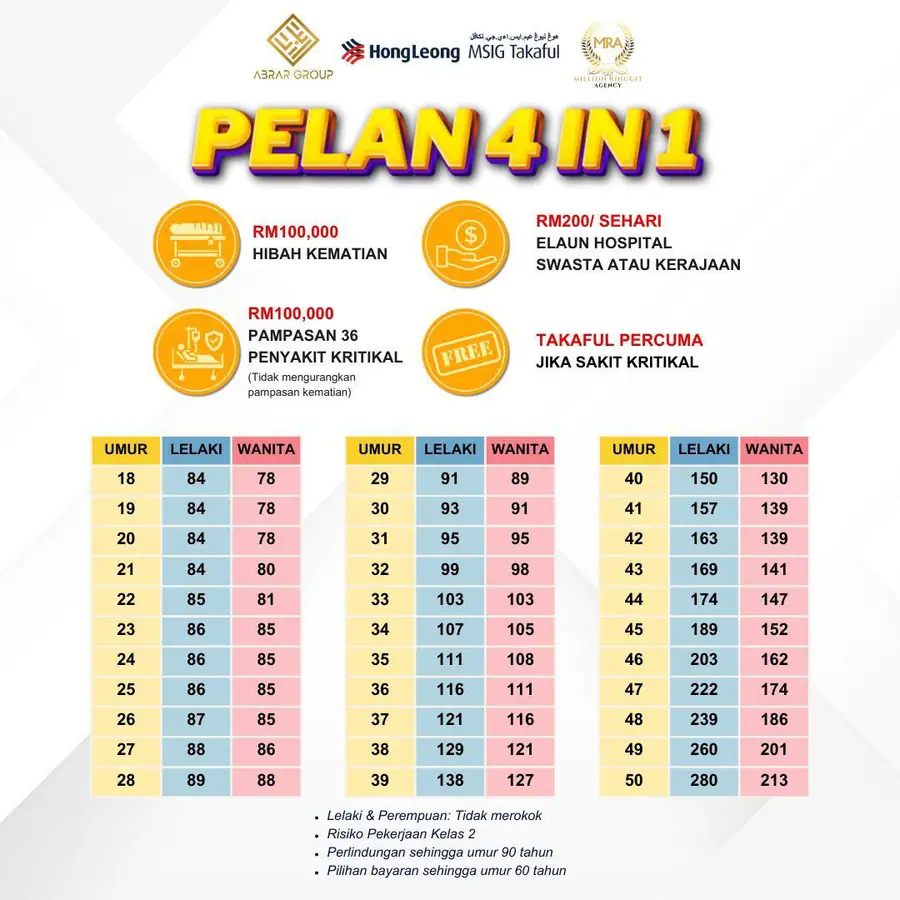 ABRAR GROUP
HongLeong MSIG Takaful
MRA
MILLION RINGGIT
AGENCY
PELAN 4 IN 1
RM100,000
HIBAH KEMATIAN
RM200/ SEHARI
ELAUN HOSPITAL
SWASTA ATAU KERAJAAN
RM100,000
PAMPASAN 36
PENYAKIT KRITIKAL
(Tidak mengurangkan
pampasan kematian)
FREE
TAKAFUL PERCUMA
JIKA SAKIT KRITIKAL
UMUR LELAKI WANITA
18 84 78
19 84 78
20 84 78
21 84 80
22 85 81
23 86 85
24 86 85
25 86 85
26 87 85
27 88 86
28 89 88
UMUR LELAKI WANITA
29 91 89
30 93 91
31 95 95
32 99 98
33 103 103
34 107 105
35 111 108
36 116 111
37 121 116
38 129 121
39 138 127
UMUR LELAKI WANITA
40 150 130
41 157 139
42 163 139
43 169 141
44 174 147
45 189 152
46 203 162
47 222 174
48 239 186
49 260 201
50 280 213
• Lelaki & Perempuan: Tidak merokok
• Risiko Pekerjaan Kelas 2
• Perlindungan sehingga umur 90 tahun
• Pilihan bayaran sehingga umur 60 tahun